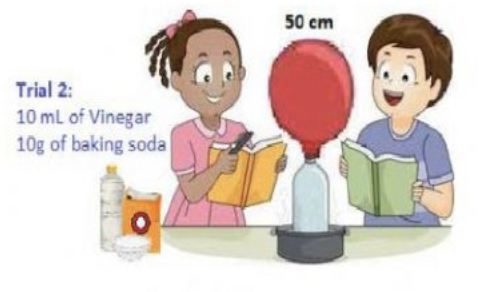 50 cm
Trial 2:
10 mL of Vinegar
10g of baking soda